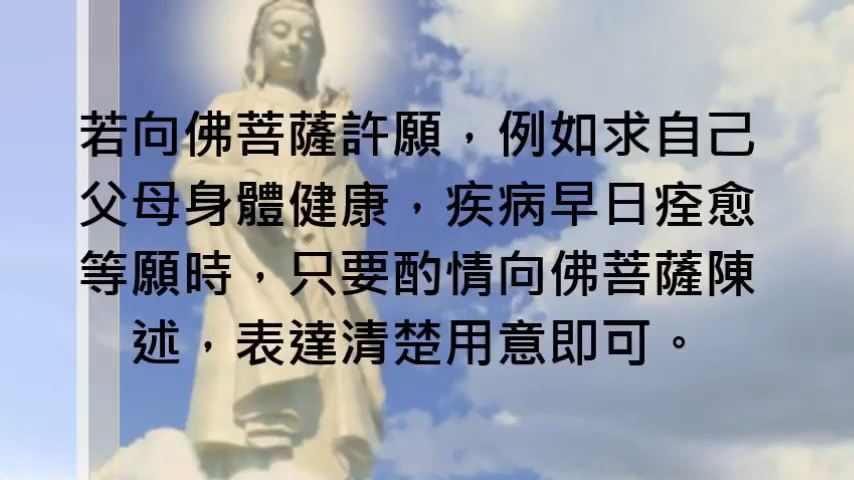 若向佛菩薩許願，例如求自己
父母身體健康，疾病早日痊愈
等願時，只要酌情向佛菩薩陳
述，表達清楚用意即可。